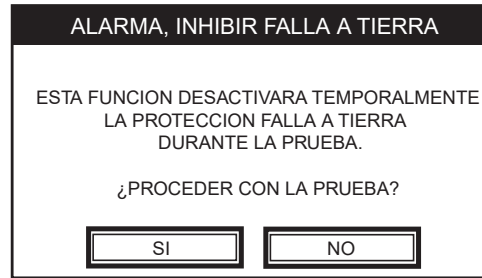 ALARMA, INHIBIR FALLA A TIERRA
ESTA FUNCION DESACTIVARA TEMPORALMENTE
LA PROTECCION FALLA A TIERRA
DURANTE LA PRUEBA.
¿PROCEDER CON LA PRUEBA?
SI
NO